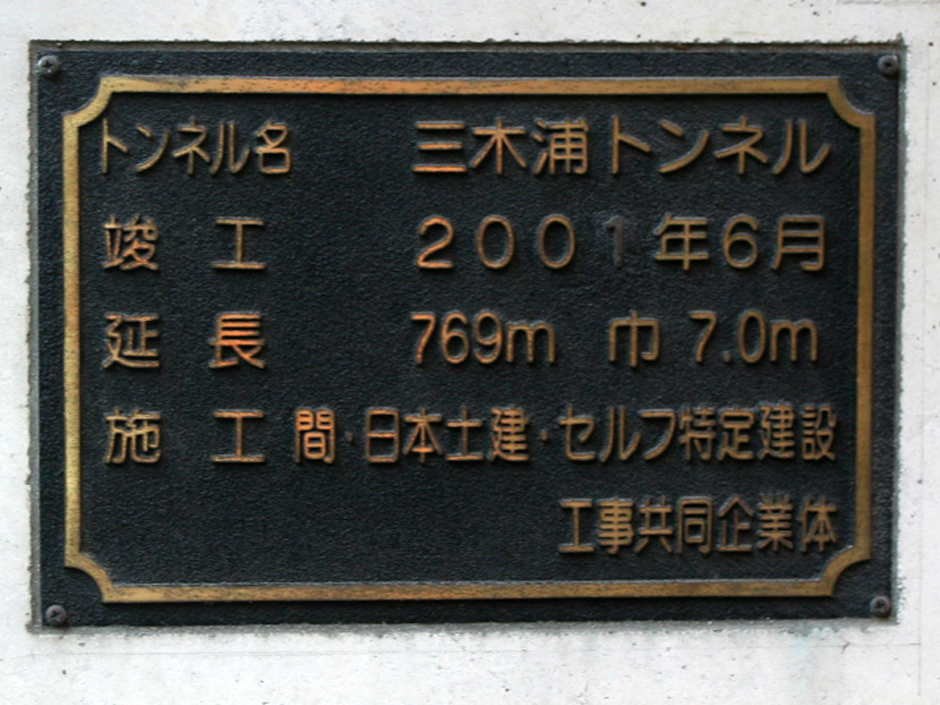 トンネル名 三木浦トンネル
竣工 2001年6月
延長 769m 巾 7.0m
施工 間・日本土建・セルフ特定建設
工事共同企業体